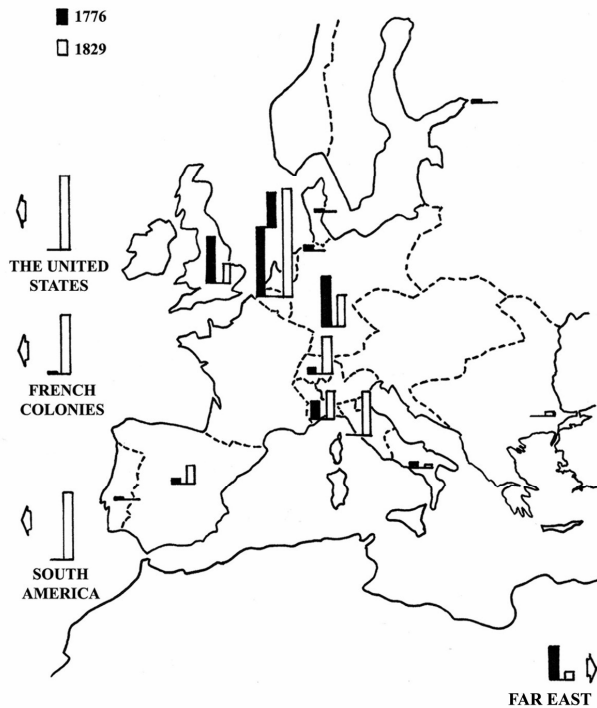 1776
1829
THE UNITED
STATES
FRENCH
COLONIES
SOUTH
AMERICA
FAR EAST